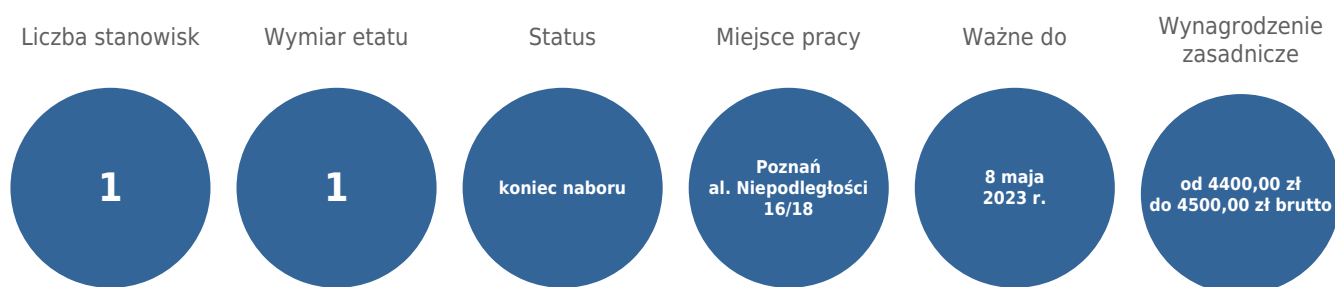 Liczba stanowisk
Wymiar etatu
Status
Miejsce pracy
Ważne do
Wynagrodzenie
zasadnicze
1
1
koniec naboru
Poznań
al. Niepodległości
16/18
8 maja
2023 r.
od 4400,00 zł
do 4500,00 zł brutto